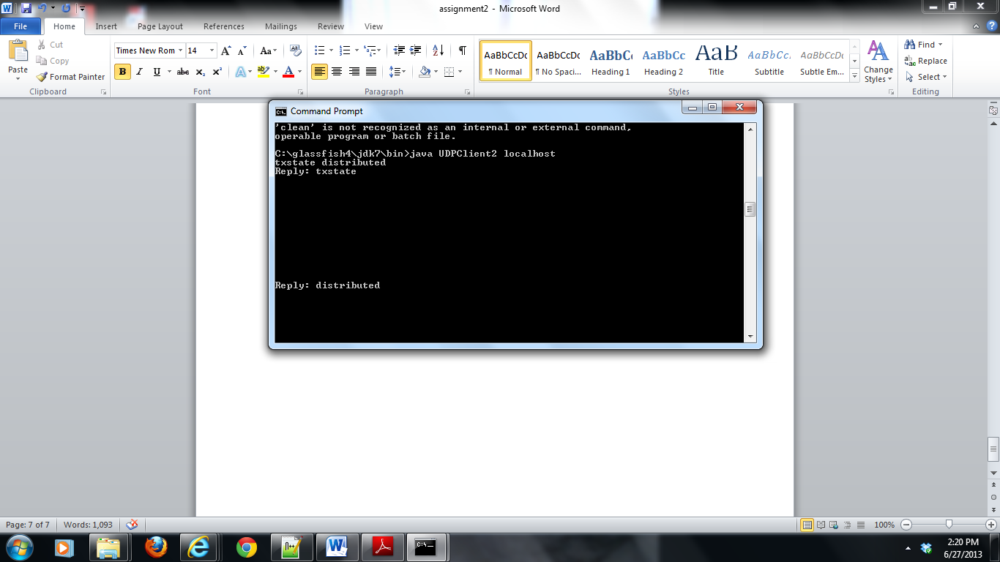 assignment2 - Microsoft Word
File Home Insert Page Layout References Mailings Review View
Paste
Cut
Copy
Format Painter
Clipboard
Times New Rom 14
B I U abc
Font
Paragraph
AaBbCcDc AaBbCcDc AaBbCc AaBbCc AaB AaBbCc. AaBbCcDc
¶ Normal ¶ No Spaci... Heading 1 Heading 2 Title Subtitle Subtle Em...
Styles
Change
Styles
Find
Replace
Select
Editing
Command Prompt
'clean' is not recognized as an internal or external command,
operable program or batch file.
C:\glassfish4\jdk7\bin>java UDPClient2 localhost
txstate distributed
Reply: txstate
Reply: distributed
Page: 7 of 7 Words: 1,093
100%
2:20 PM
6/27/2013